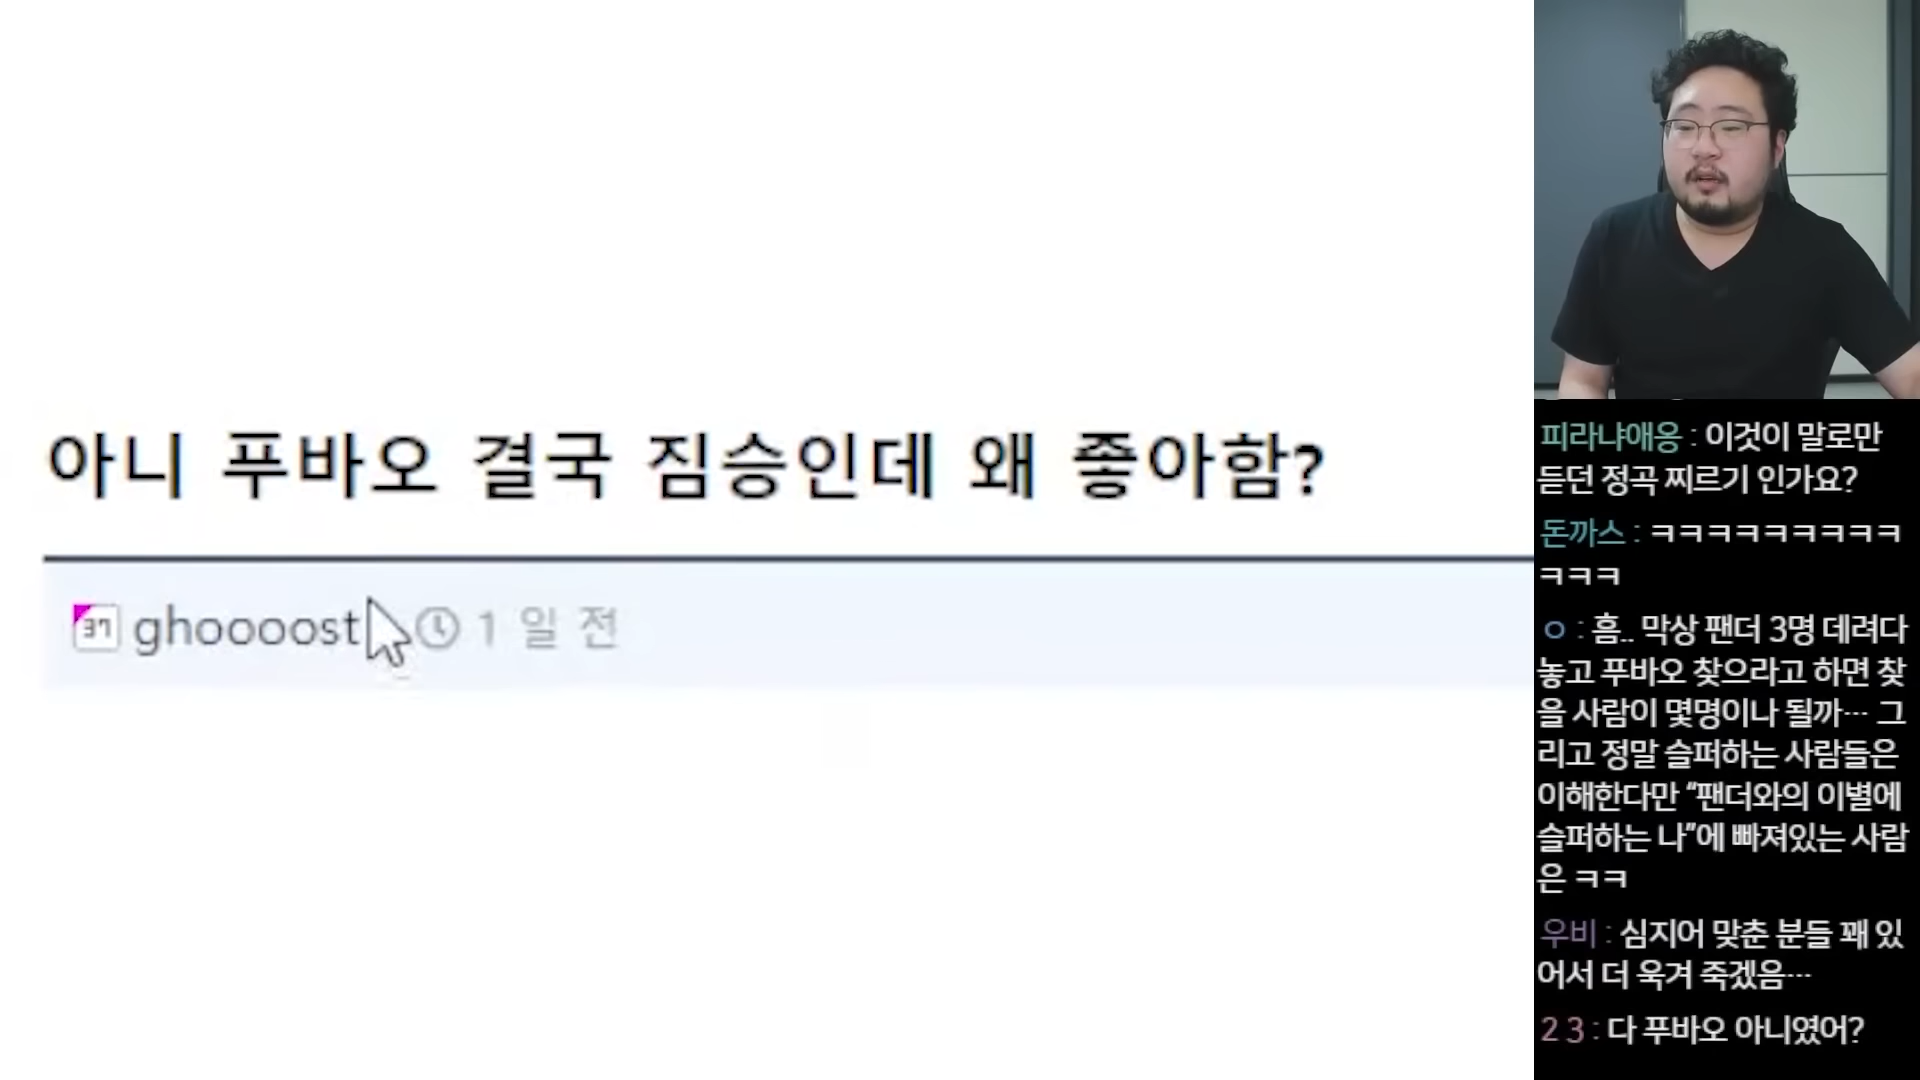 아니 푸바오 결국 짐승인데 왜 좋아함?
37 ghoooost 1 일 전
피라냐애옹 : 이것이 말로만
듣던 정곡 찌르기 인가요?
돈까스 : ㅋㅋㅋㅋㅋㅋㅋㅋㅋ
ㅋㅋㅋ
ㅇ : 흠.. 막상 팬더 3명 데려다
놓고 푸바오 찾으라고 하면 찾
을 사람이 몇명이나 될까… 그
리고 정말 슬퍼하는 사람들은
이해한다만 “팬더와의 이별에
슬퍼하는 나”에 빠져있는 사람
은 ㅋㅋ
우비 : 심지어 맞춘 분들 꽤 있
어서 더 욱겨 죽겠음…
2 3 : 다 푸바오 아니였어?